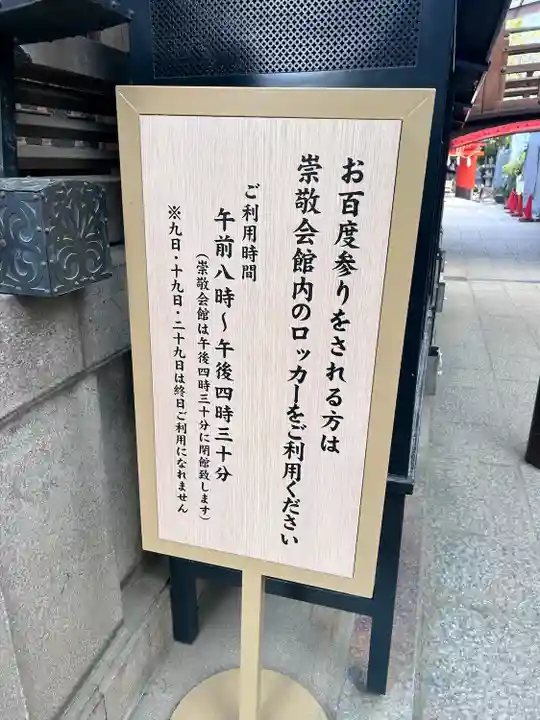 お百度参りをされる方は
崇敬会館内のロッカーをご利用ください
ご利用時間
午前八時～午後四時三十分
（崇敬会館は午後四時三十分に閉館致します）
※九日・十九日・二十九日は終日ご利用になれません